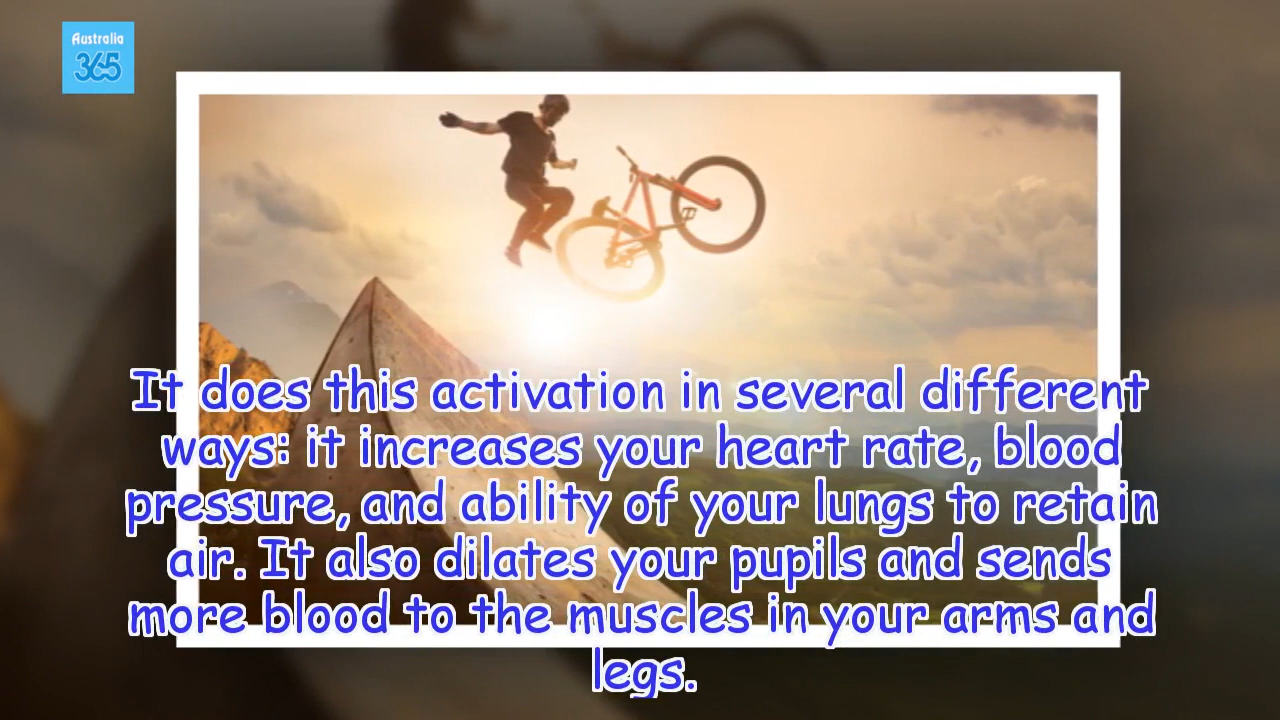 Australia
365
It does this activation in several different
ways: it increases your heart rate, blood
pressure, and ability of your lungs to retain
air. It also dilates your pupils and sends
more blood to the muscles in your arms and
legs.